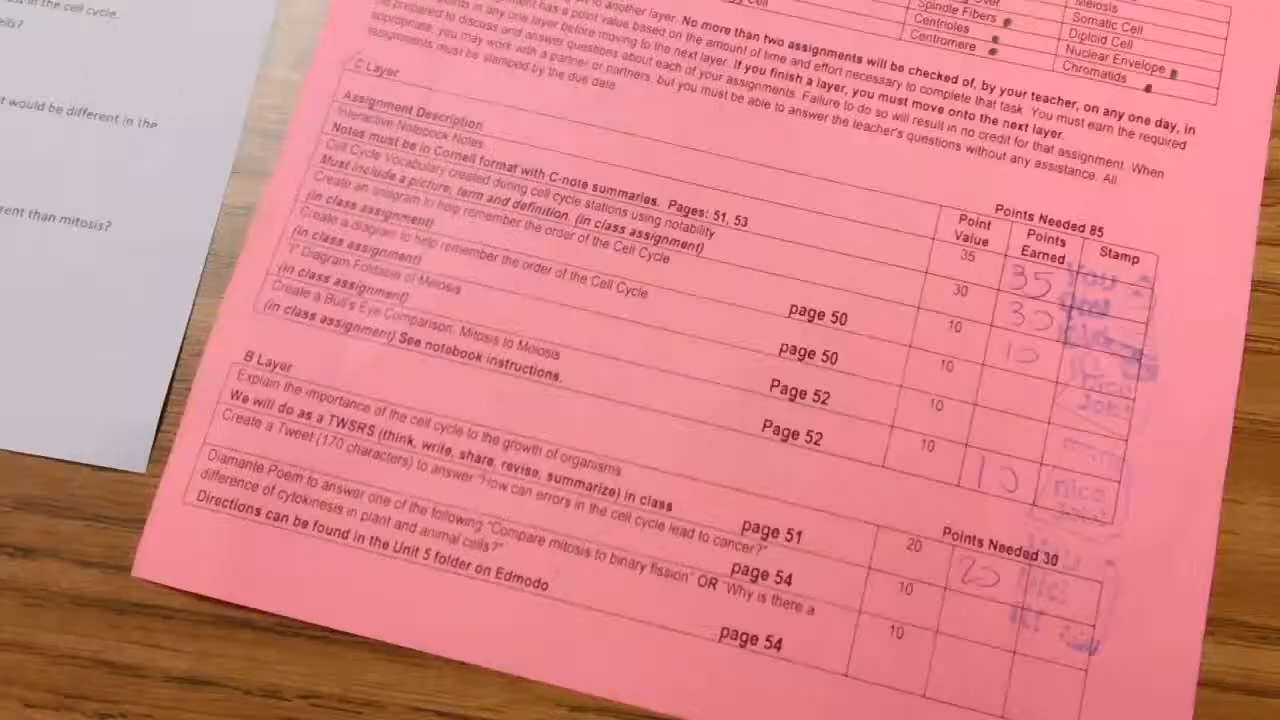 in the cell cycle.
would be different in the
rent than mitosis?
Spindle Fibers
Centrioles
Centromere
Meiosis
Somatic Cell
Diploid Cell
Nuclear Envelope
Chromatids
to another layer. No more than two assignments will be checked of, by your teacher, on any one day, in
has a point value based on the amount of time and effort necessary to complete that task. You must earn the required
points in any one layer before moving to the next layer. If you finish a layer, you must move onto the next layer.
be prepared to discuss and answer questions about each of your assignments. Failure to do so will result in no credit for that assignment. When
appropriate, you may work with a partner or partners, but you must be able to answer the teacher's questions without any assistance. All
assignments must be stamped by the due date.
C Layer
Points Needed 85
Assignment Description
Point Value
Points Earned
Stamp
Interactive Notebook Notes
Notes must be in Cornell format with C-note summaries. Pages: 51, 53
35
35
Cell Cycle Vocabulary created during cell cycle stations using notability
Must include a picture, term and definition. (in class assignment)
30
30
Create an
to help remember the order of the Cell Cycle
(in class assignment)
page 50
10
10
Create a diagram to help remember the order of the Cell Cycle
(in class assignment)
page 50
10
Diagram Foldable of Meiosis
(in class assignment)
Page 52
10
Create a Bull's Eye Comparison: Mitosis to Meiosis
(in class assignment) See notebook instructions.
Page 52
10
10
B Layer
Points Needed 30
Explain the importance of the cell cycle to the growth of organisms
We will do as a TWSRS (think, write, share, revise, summarize) in class
page 51
20
20
Create a Tweet (170 characters) to answer "How can errors in the cell cycle lead to cancer?"
page 54
10
Diamante Poem to answer one of the following "Compare mitosis to binary fission" OR "Why is there a
difference of cytokinesis in plant and animal cells?"
Directions can be found in the Unit 5 folder on Edmodo
page 54
10